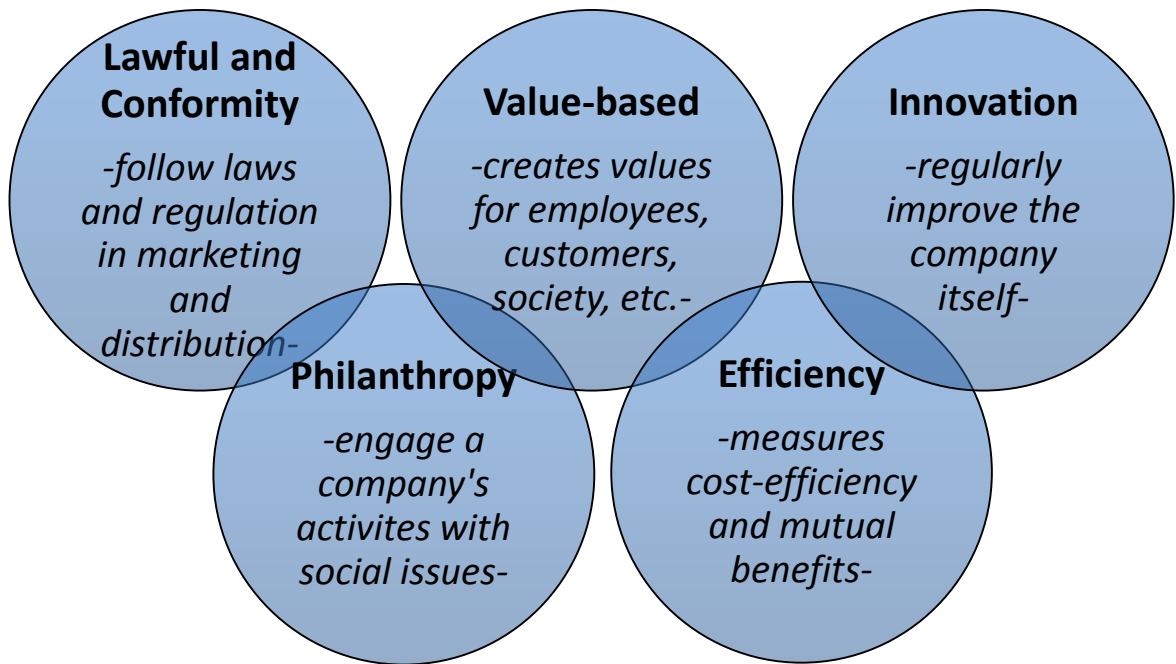 Lawful and
Conformity
-follow laws
and regulation
in marketing
and
distribution-
Value-based
-creates values
for employees,
customers,
society, etc.-
Innovation
-regularly
improve the
company
itself-
Philanthropy
-engage a
company's
activites with
social issues-
Efficiency
-measures
cost-efficiency
and mutual
benefits-